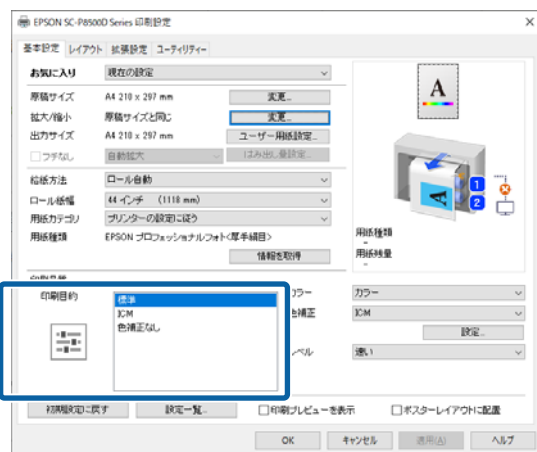 EPSON SC-P8500D Series 印刷設定
基本設定 レイアウト 拡張設定 ユーティリティー
お気に入り 現在の設定
原稿サイズ A4 210 x 297 mm 変更...
拡大/縮小 原稿サイズと同じ 変更...
出力サイズ A4 210 x 297 mm ユーザー用紙設定...
フチなし 自動拡大 はみ出し量設定...
給紙方法 ロール自動
ロール紙幅 44 インチ (1118 mm)
用紙カテゴリ プリンターの設定に従う
用紙種類 EPSON プロフェッショナルフォト<厚手絹目>
情報を取得
A
1
2
用紙種類
-
用紙残量
-
印刷品質
印刷目的
標準
ICM
色補正なし
カラー カラー
色補正 ICM
設定...
レベル 速い
初期設定に戻す 設定一覧... 印刷プレビューを表示 ポスターレイアウトに配置
OK キャンセル 適用(A) ヘルプ